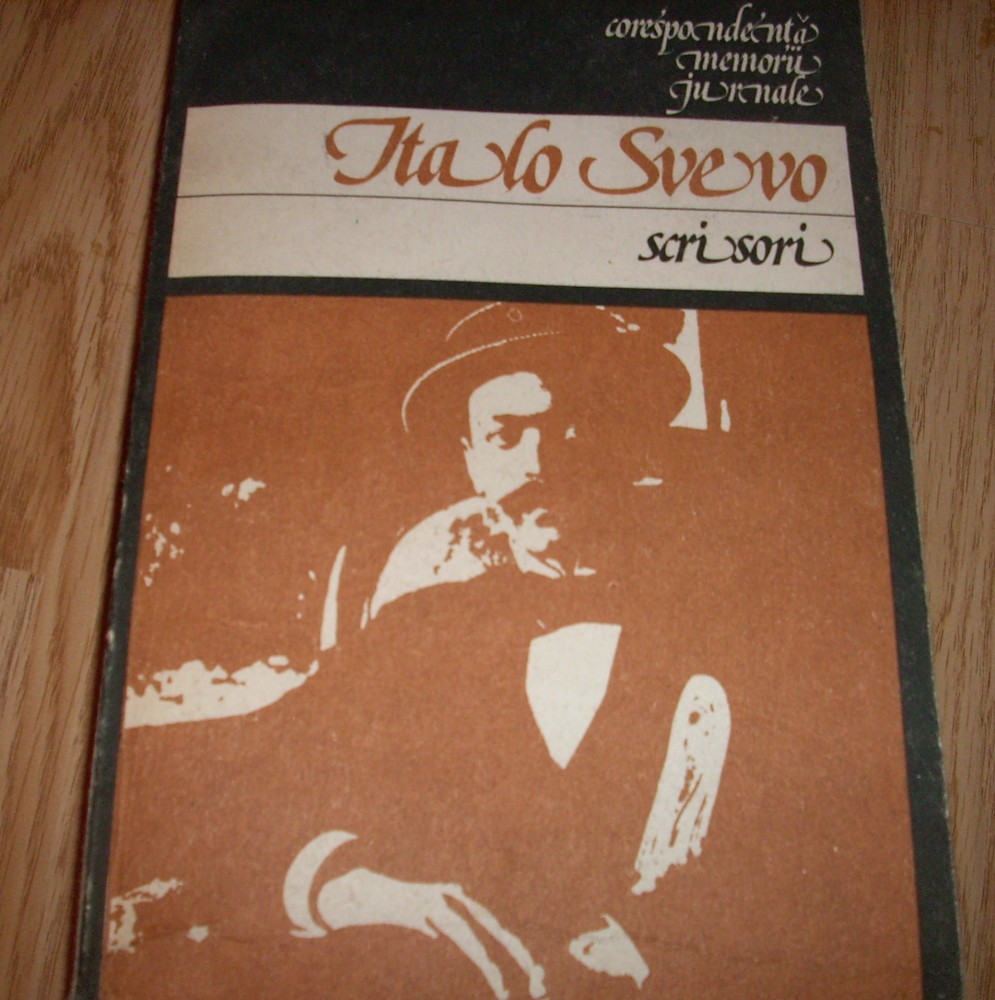 corespondență
memorii
jurnale
Italo Svevo
scrisori